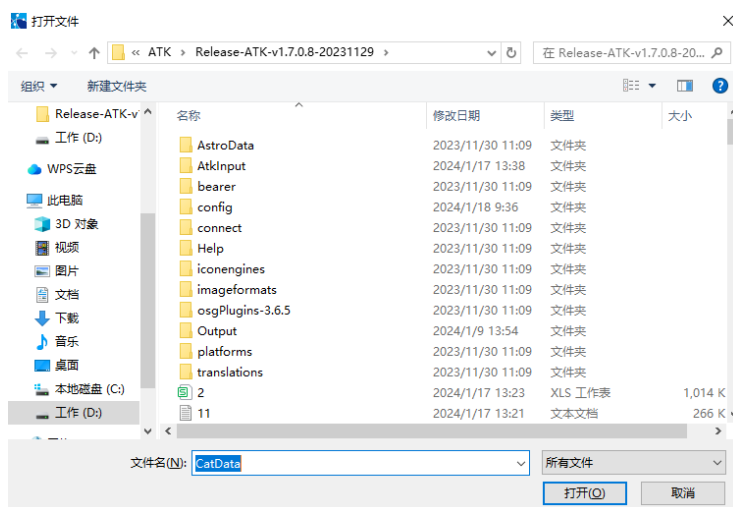 打开文件
« ATK › Release-ATK-v1.7.0.8-20231129 ›
在 Release-ATK-v1.7.0.8-20...
组织 新建文件夹
Release-ATK-v
工作 (D:)
WPS云盘
此电脑
3D 对象
视频
图片
文档
下载
音乐
桌面
本地磁盘 (C:)
工作 (D:)
名称 修改日期 类型 大小
AstroData 2023/11/30 11:09 文件夹
AtkInput 2024/1/17 13:38 文件夹
bearer 2023/11/30 11:09 文件夹
config 2024/1/18 9:36 文件夹
connect 2023/11/30 11:09 文件夹
Help 2023/11/30 11:09 文件夹
iconengines 2023/11/30 11:09 文件夹
imageformats 2023/11/30 11:09 文件夹
osgPlugins-3.6.5 2023/11/30 11:09 文件夹
Output 2024/1/9 13:54 文件夹
platforms 2023/11/30 11:09 文件夹
translations 2023/11/30 11:09 文件夹
2 2024/1/17 13:23 XLS 工作表 1,014 K
11 2024/1/17 13:21 文本文档 266 K
文件名(N): CatData 所有文件
打开(O) 取消